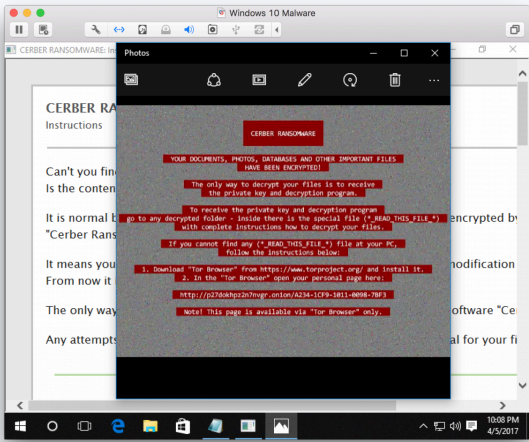 Windows 10 Malware
CERBER RANSOMWARE: In
Photos
CERBER RA
Instructions
Can't you fin
Is the conten
It is normal b
encrypted by
"Cerber Rans
It means you
modification
From now it
The only way
oftware "Cer
Any attempts
al for your fi
CERBER RANSOMWARE
YOUR DOCUMENTS, PHOTOS, DATABASES AND OTHER IMPORTANT FILES
HAVE BEEN ENCRYPTED!
The only way to decrypt your files is to receive
the private key and decryption program.
To receive the private key and decryption program
go to any decrypted folder - inside there is the special file (*_READ_THIS_FILE_*)
with complete instructions how to decrypt your files.
If you cannot find any (*_READ_THIS_FILE_*) file at your PC,
follow the instructions below:
1. Download "Tor Browser" from https://www.torproject.org/ and install it.
2. In the "Tor Browser" open your personal page here:
http://p27dokhpz2n7nvgr.onion/A234-1CF9-1011-0098-7BF3
Note! This page is available via "Tor Browser" only.
10:08 PM
4/5/2017